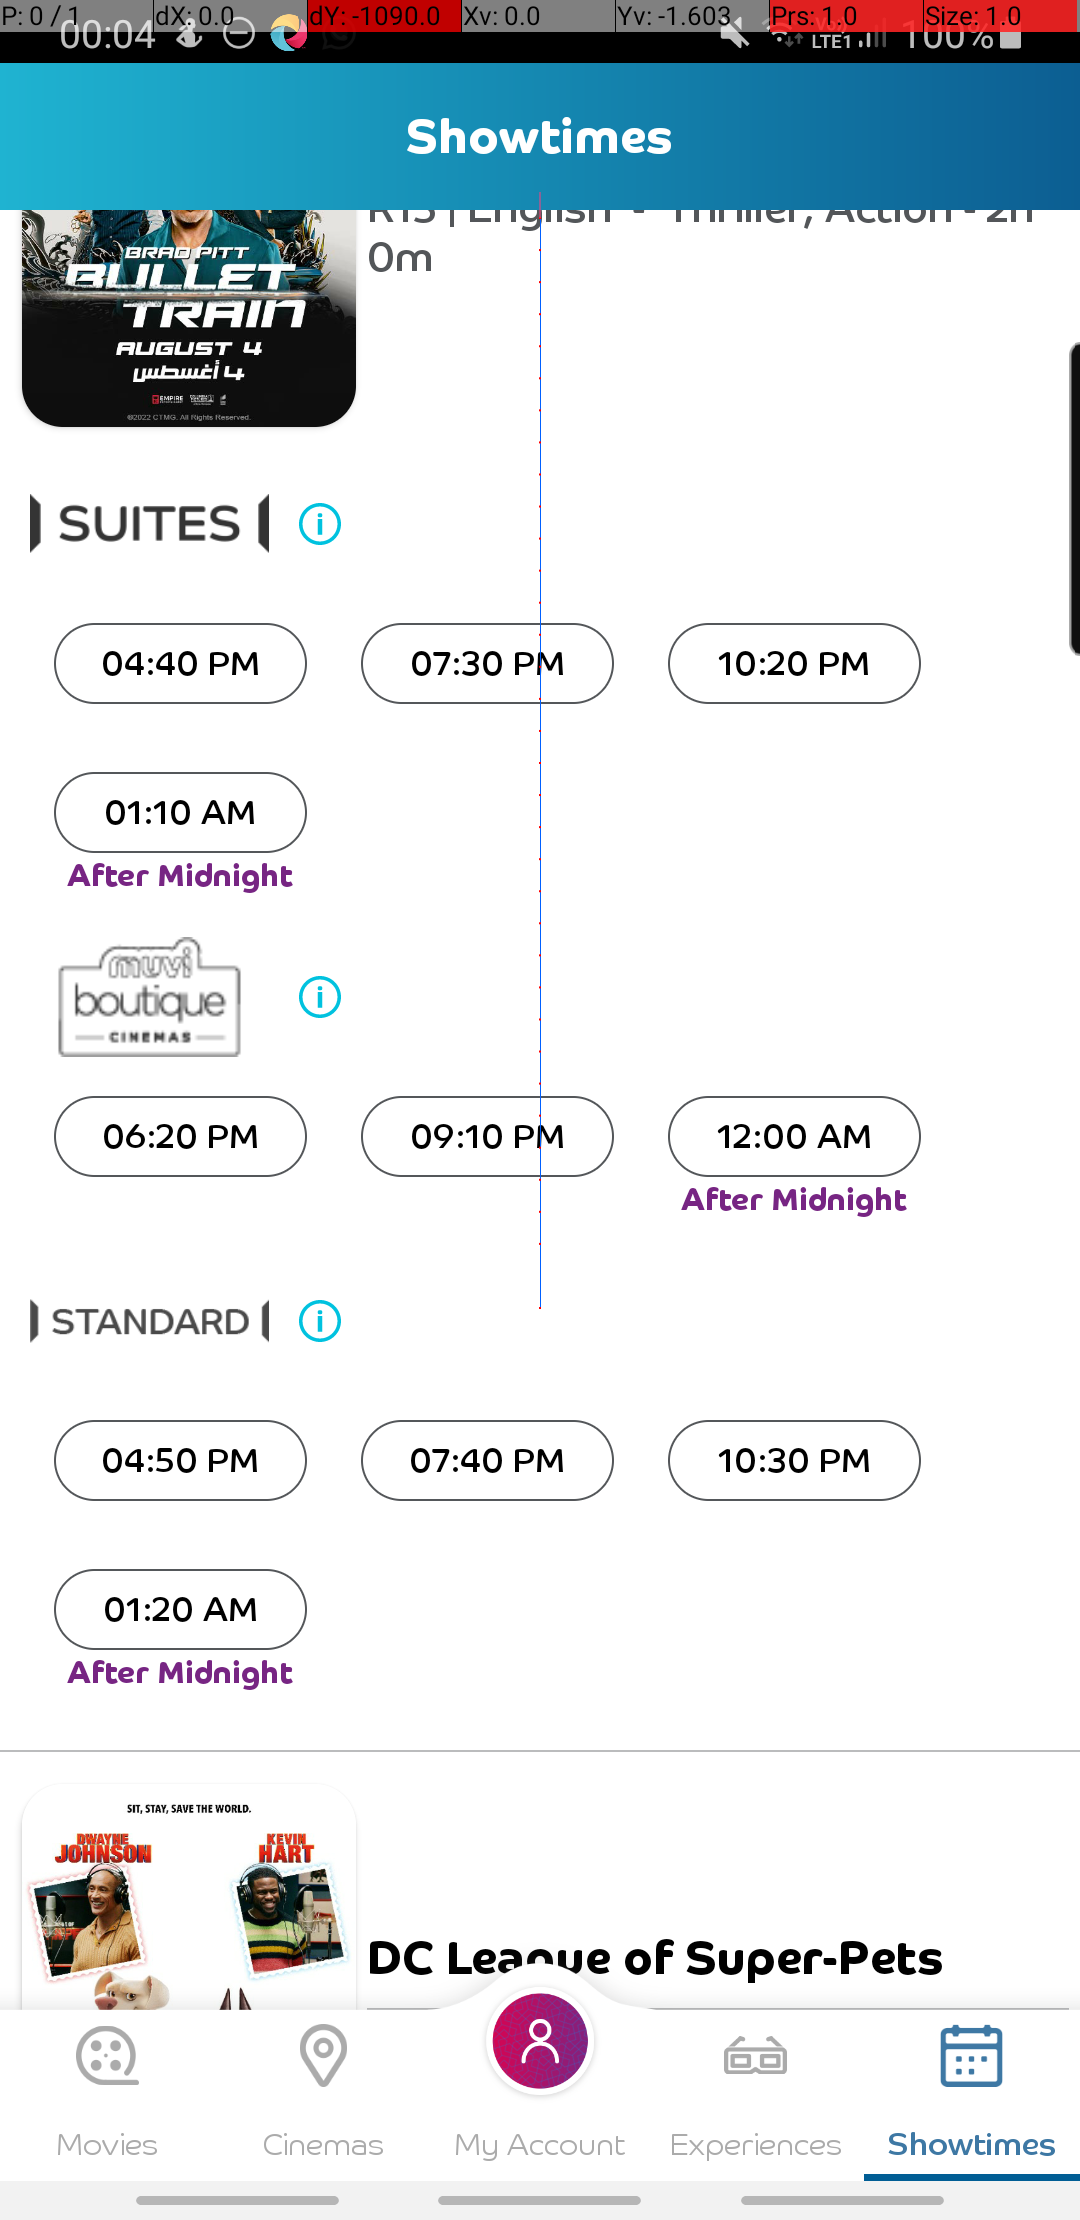 P: 0 / 1 dX: 0.0 dY: -1090.0 Xv: 0.0 Yv: -1.603 Prs: 1.0 Size: 1.0
00:04 LTE1 100%
Showtimes
R15 | English - Thriller, Action - 2h
0m
BRAD PITT
BULLET
TRAIN
AUGUST 4
٤ أغسطس
EMPIRE
©2022 CTMG. All Rights Reserved.
SUITES
04:40 PM 07:30 PM 10:20 PM
01:10 AM
After Midnight
muvi
boutique
CINEMAS
06:20 PM 09:10 PM 12:00 AM
After Midnight
STANDARD
04:50 PM 07:40 PM 10:30 PM
01:20 AM
After Midnight
SIT, STAY, SAVE THE WORLD.
DWAYNE KEVIN
JOHNSON HART
DC League of Super-Pets
Movies Cinemas My Account Experiences Showtimes